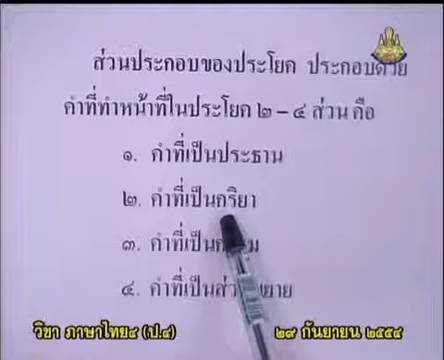 ส่วนประกอบของประโยค ประกอบด้วย
คำที่ทำหน้าที่ในประโยค ๒ – ๔ ส่วน คือ
๑. คำที่เป็นประธาน
๒. คำที่เป็นกริยา
๓. คำที่เป็น
๔. คำที่เป็น
วิชา ภาษาไทย๔ (ป.๔)
๒๙ กันยายน ๒๕๕๔